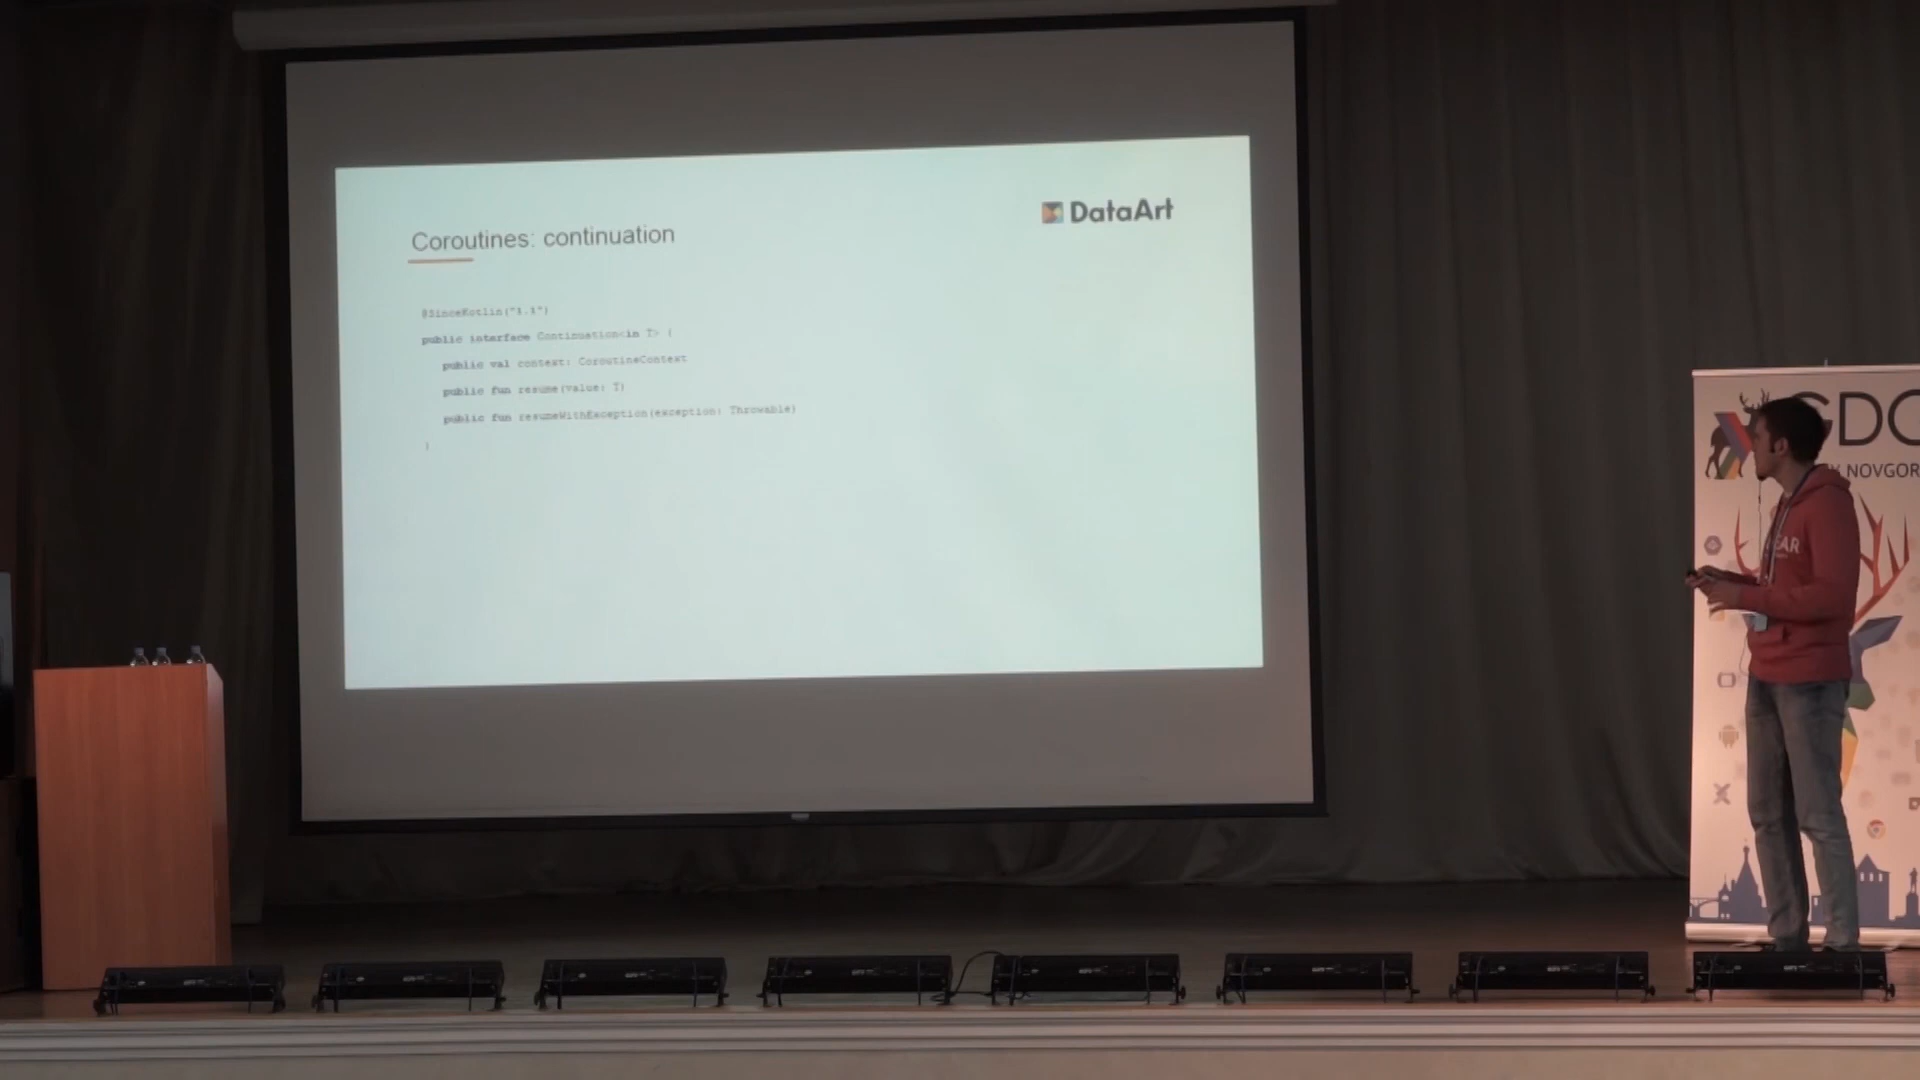 DataArt
Coroutines: continuation
@SinceKotlin("1.1")
public interface Continuation<in T> {
public val context: CoroutineContext
public fun resume(value: T)
public fun resumeWithException(exception: Throwable)
}
GDG
NOVGOR
EAR